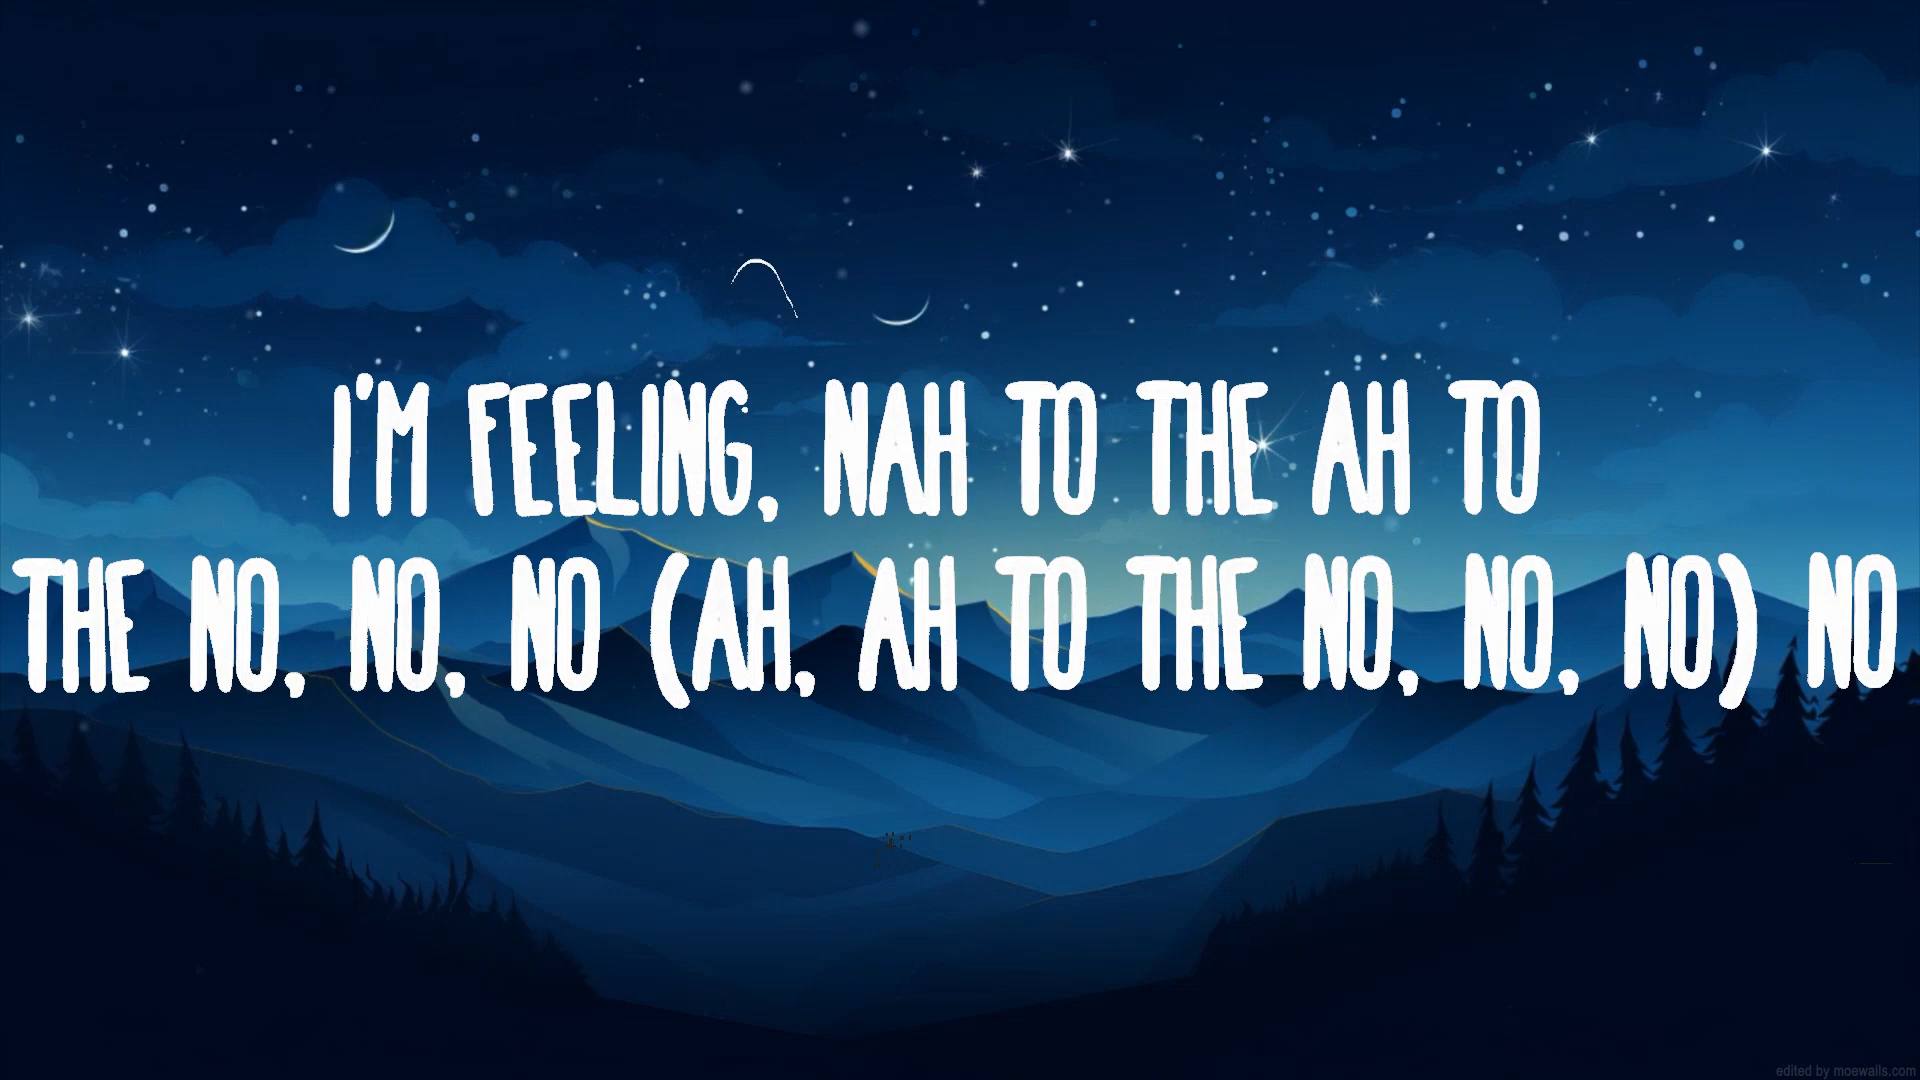 I'M FEELING, NAH TO THE AH TO
THE NO, NO, NO (AH, AH TO THE NO, NO, NO) NO
edited by moewalls.com